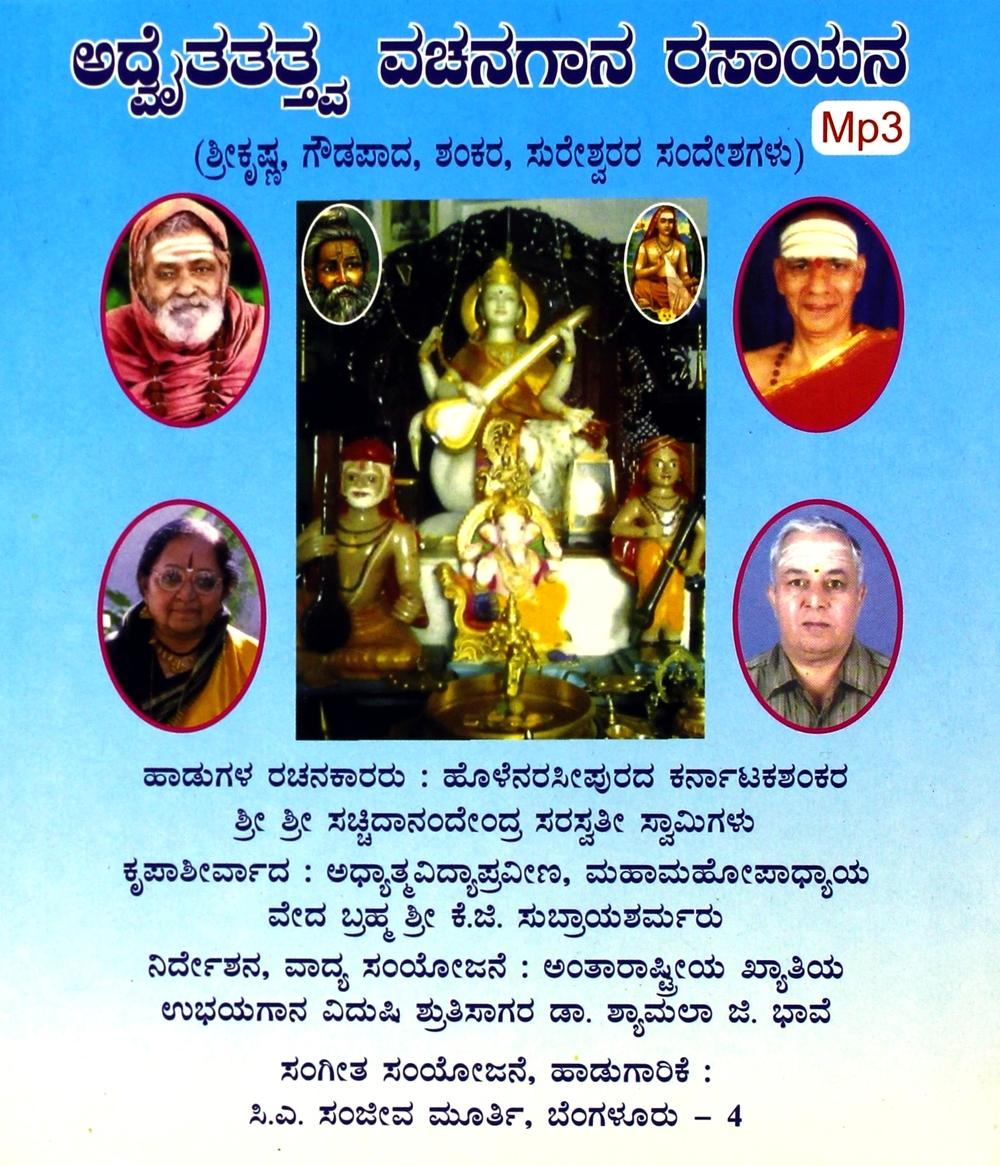 ಅದ್ವೈತತತ್ತ್ವ ವಚನಗಾನ ರಸಾಯನ
Mp3
(ಶ್ರೀಕೃಷ್ಣ, ಗೌಡಪಾದ, ಶಂಕರ, ಸುರೇಶ್ವರರ ಸಂದೇಶಗಳು)
ಹಾಡುಗಳ ರಚನಕಾರರು : ಹೊಳೆನರಸೀಪುರದ ಕರ್ನಾಟಕಶಂಕರ
ಶ್ರೀ ಶ್ರೀ ಸಚ್ಚಿದಾನಂದೇಂದ್ರ ಸರಸ್ವತೀ ಸ್ವಾಮಿಗಳು
ಕೃಪಾಶೀರ್ವಾದ : ಅಧ್ಯಾತ್ಮವಿದ್ಯಾಪ್ರವೀಣ, ಮಹಾಮಹೋಪಾಧ್ಯಾಯ
ವೇದ ಬ್ರಹ್ಮ ಶ್ರೀ ಕೆ.ಜಿ. ಸುಬ್ರಾಯಶರ್ಮರು
ನಿರ್ದೇಶನ, ವಾದ್ಯ ಸಂಯೋಜನೆ : ಅಂತಾರಾಷ್ಟ್ರೀಯ ಖ್ಯಾತಿಯ
ಉಭಯಗಾನ ವಿದುಷಿ ಶ್ರುತಿಸಾಗರ ಡಾ. ಶ್ಯಾಮಲಾ ಜಿ. ಭಾವೆ
ಸಂಗೀತ ಸಂಯೋಜನೆ, ಹಾಡುಗಾರಿಕೆ :
ಸಿ.ಎ. ಸಂಜೀವ ಮೂರ್ತಿ, ಬೆಂಗಳೂರು – 4